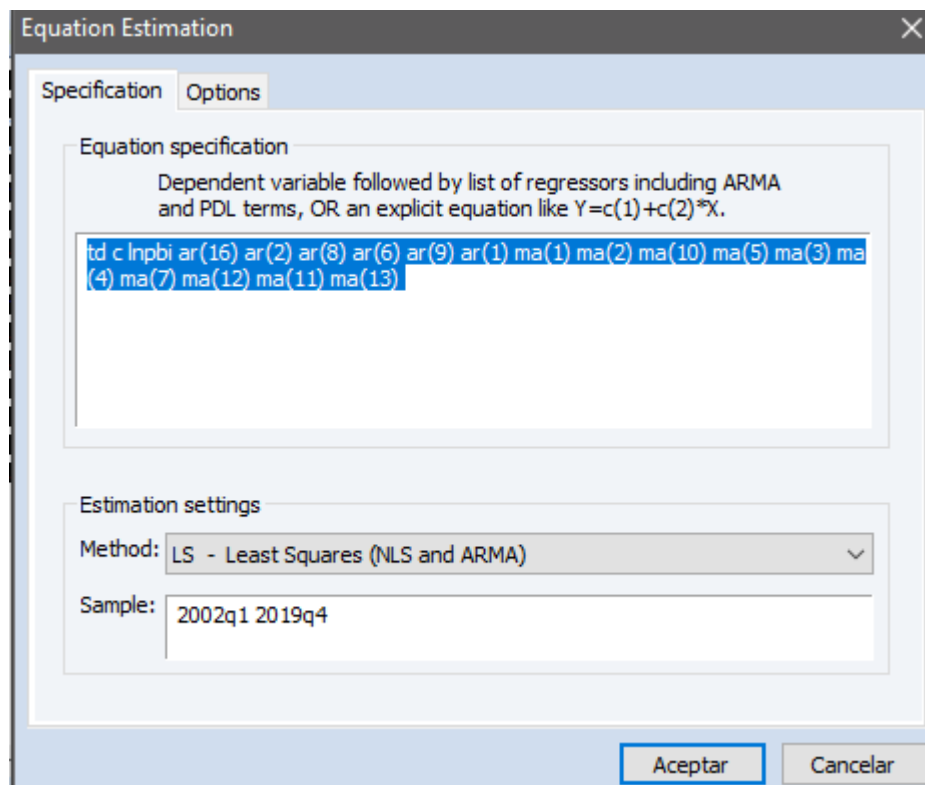 Equation Estimation
Specification
Options
Equation specification
Dependent variable followed by list of regressors including ARMA
and PDL terms, OR an explicit equation like Y=c(1)+c(2)*X.
td c lnpbi ar(16) ar(2) ar(8) ar(6) ar(9) ar(1) ma(1) ma(2) ma(10) ma(5) ma(3) ma
(4) ma(7) ma(12) ma(11) ma(13)
Estimation settings
Method: LS - Least Squares (NLS and ARMA)
Sample: 2002q1 2019q4
Aceptar
Cancelar